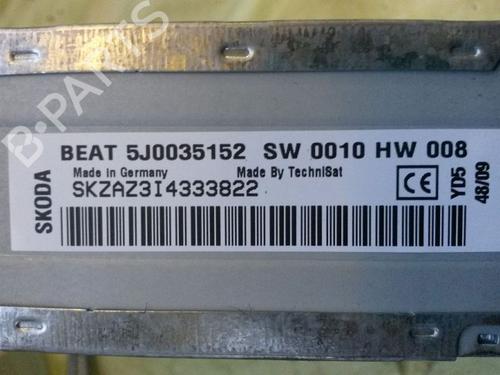 B-PARTS
SKODA
BEAT 5J0035152 SW 0010 HW 008
Made in Germany Made By TechniSat
SKZAZ3I4333822
CE
YD5
48/09